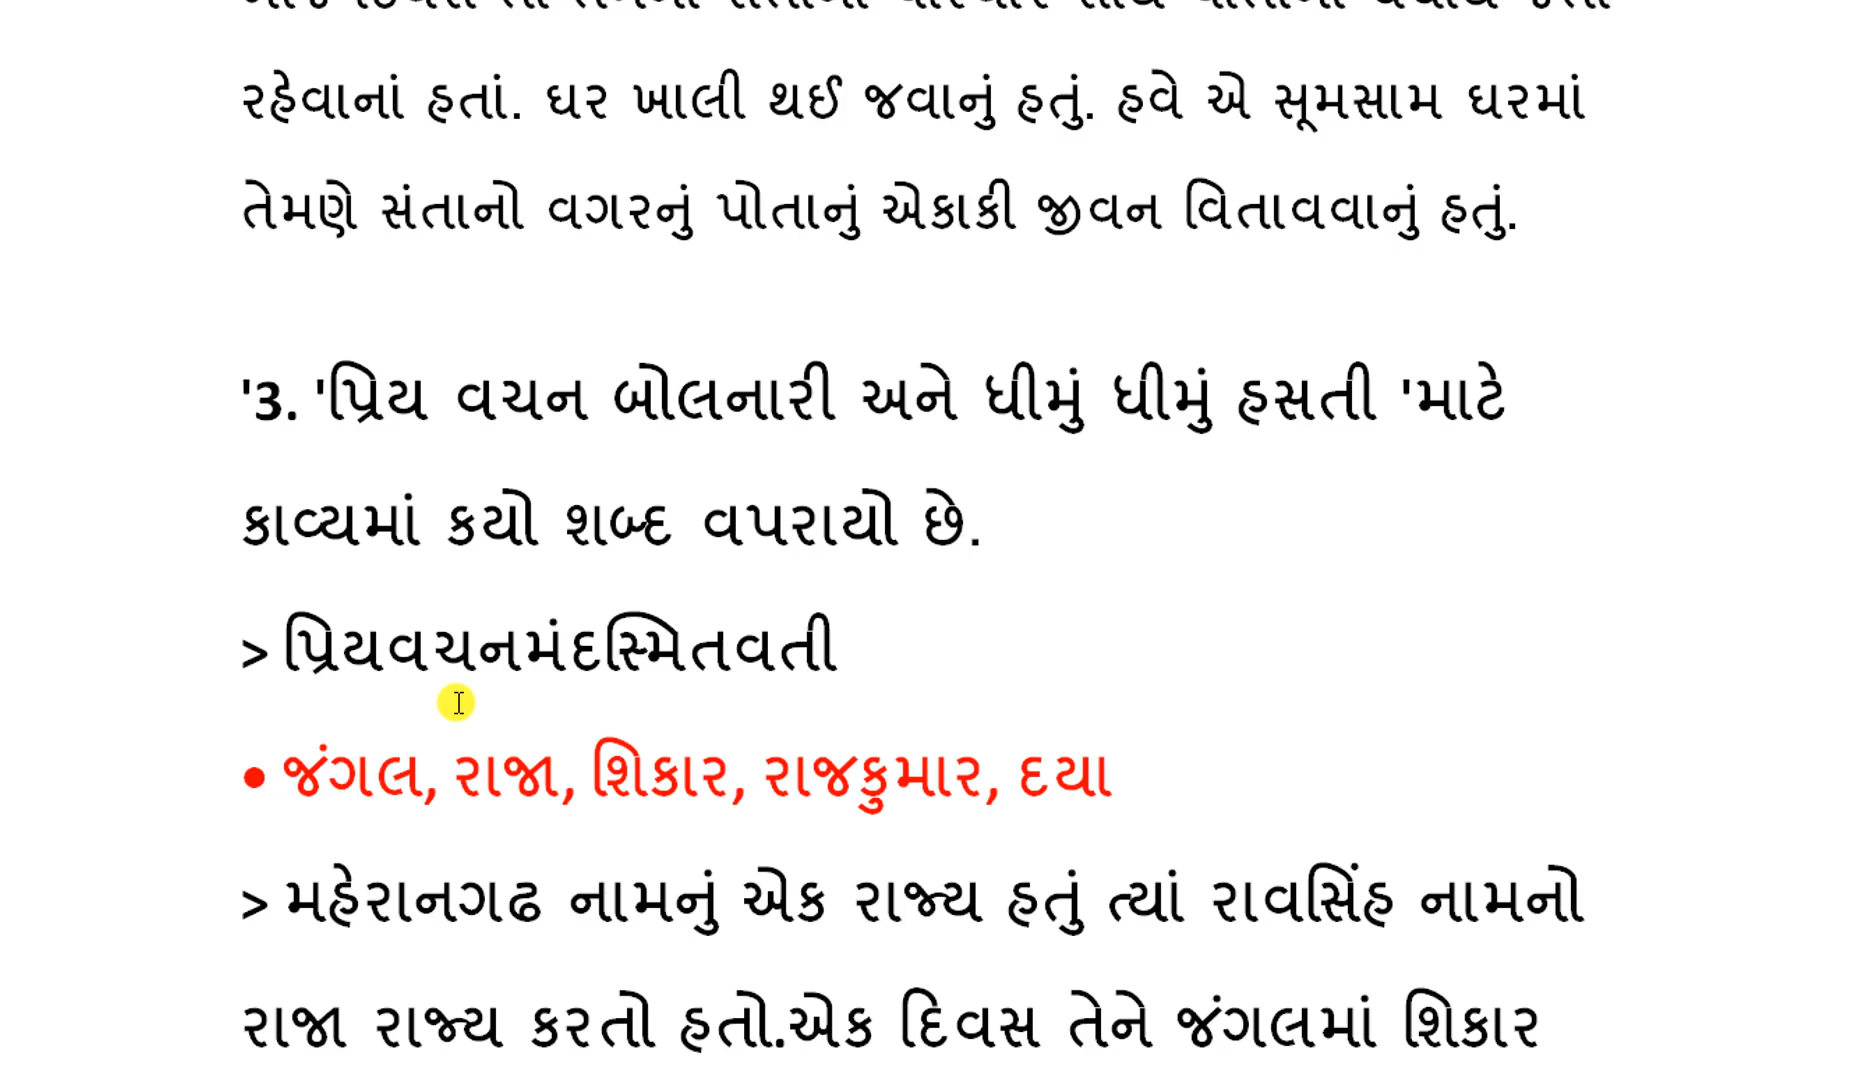 રહેવાનાં હતાં. ઘર ખાલી થઈ જવાનું હતું. હવે એ સૂમસામ ઘરમાં
તેમણે સંતાનો વગરનું પોતાનું એકાકી જીવન વિતાવવાનું હતું.
'3. 'પ્રિય વચન બોલનારી અને ધીમું ધીમું હસતી 'માટે
કાવ્યમાં કયો શબ્દ વપરાયો છે.
> પ્રિયવચનમંદસ્મિતવતી
• જંગલ, રાજા, શિકાર, રાજકુમાર, દયા
> મહેરાનગઢ નામનું એક રાજ્ય હતું ત્યાં રાવસિંહ નામનો
રાજા રાજ્ય કરતો હતો.એક દિવસ તેને જંગલમાં શિકાર